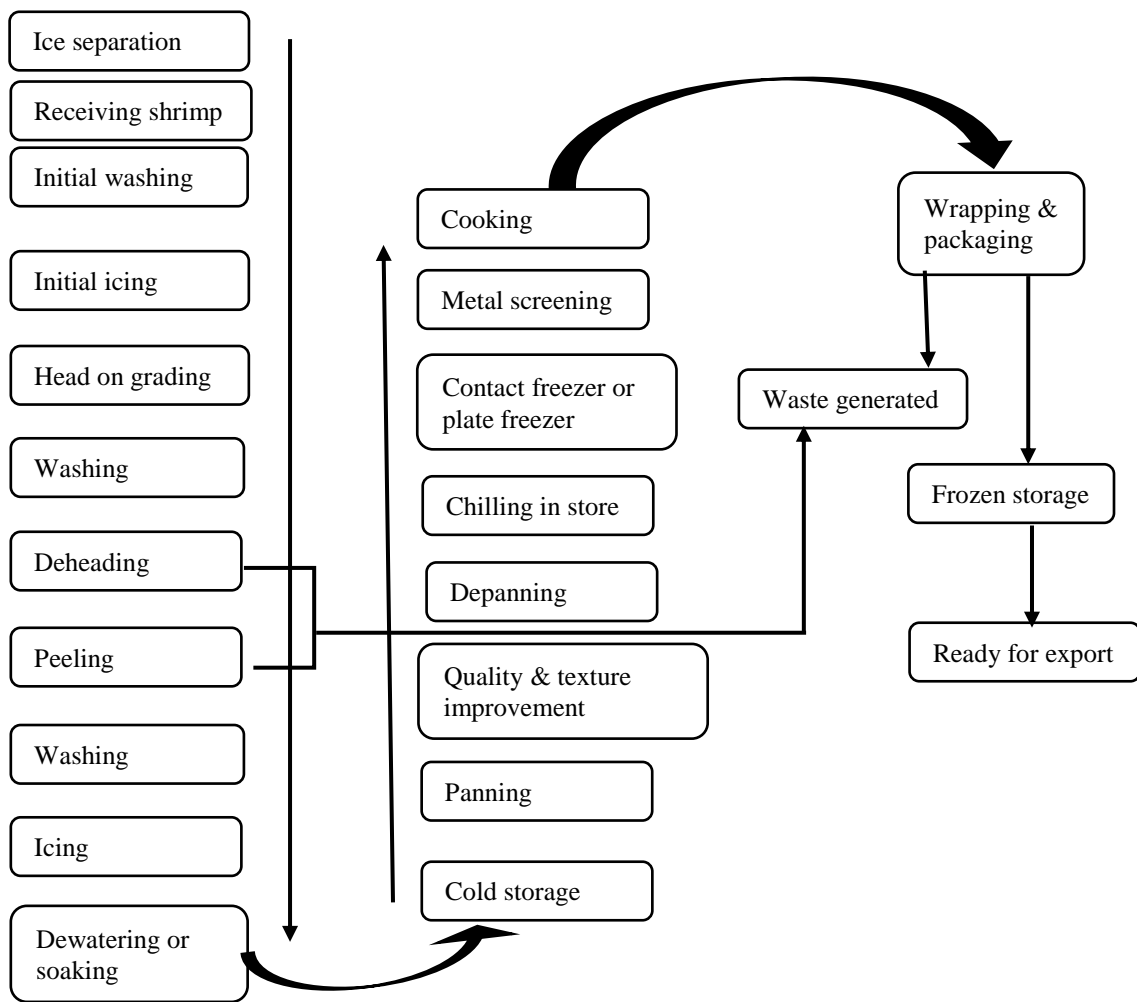 Ice separation
Receiving shrimp
Initial washing
Initial icing
Head on grading
Washing
Deheading
Peeling
Washing
Icing
Dewatering or
soaking
Cooking
Metal screening
Contact freezer or
plate freezer
Chilling in store
Depanning
Quality & texture
improvement
Panning
Cold storage
Wrapping &
packaging
Waste generated
Frozen storage
Ready for export